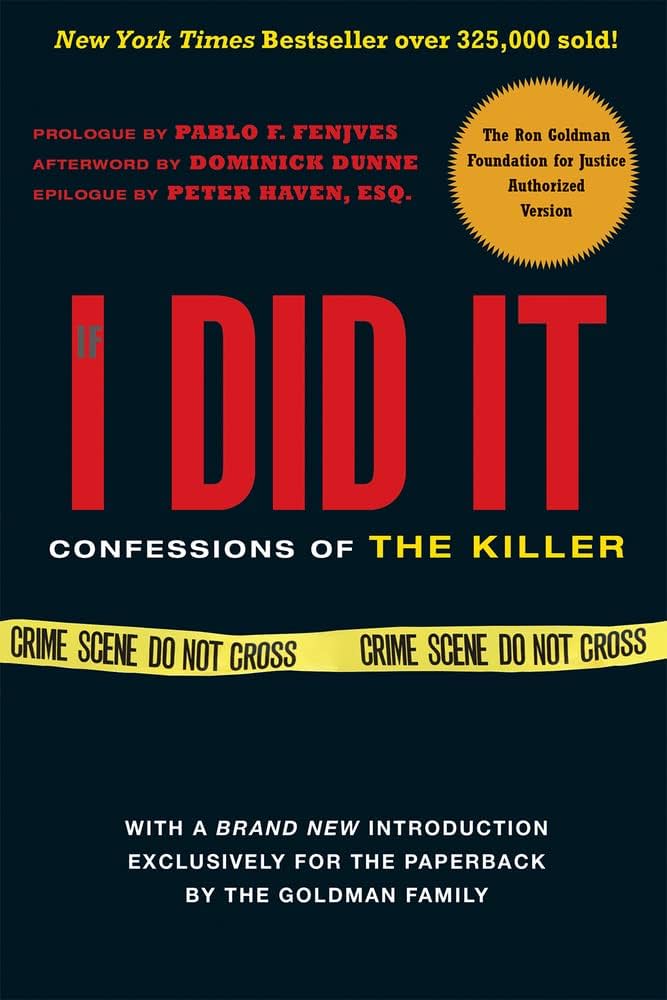 New York Times Bestseller over 325,000 sold!
PROLOGUE BY PABLO F. FENJVES
AFTERWORD BY DOMINICK DUNNE
EPILOGUE BY PETER HAVEN, ESQ.
The Ron Goldman
Foundation for Justice
Authorized
Version
IF
I DID IT
CONFESSIONS OF THE KILLER
CRIME SCENE DO NOT CROSS CRIME SCENE DO NOT CROSS
WITH A BRAND NEW INTRODUCTION
EXCLUSIVELY FOR THE PAPERBACK
BY THE GOLDMAN FAMILY